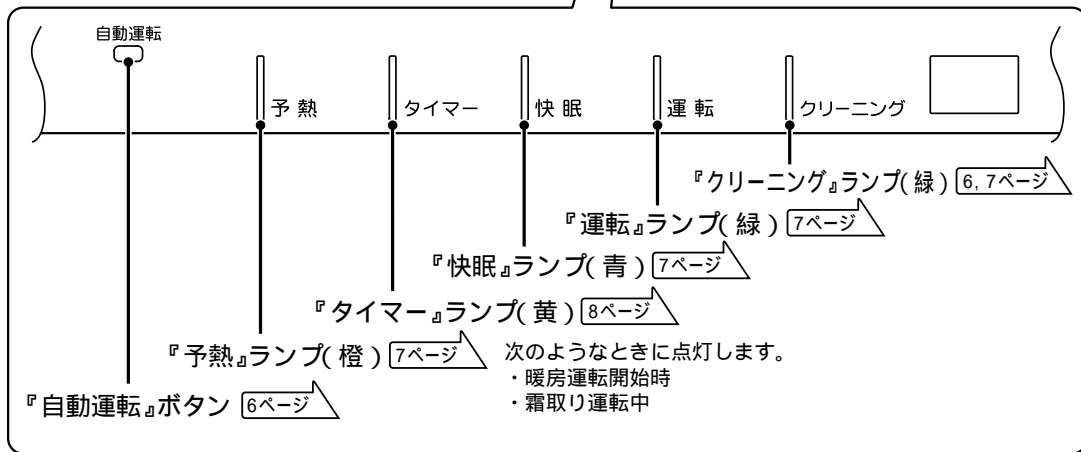 自動運転
予熱
タイマー
快眠
運転
クリーニング
『クリーニング』ランプ(緑) 6, 7ページ
『運転』ランプ(緑) 7ページ
『快眠』ランプ(青) 7ページ
『タイマー』ランプ(黄) 8ページ
『予熱』ランプ(橙) 7ページ
次のようなときに点灯します。
・暖房運転開始時
・霜取り運転中
『自動運転』ボタン 6ページ